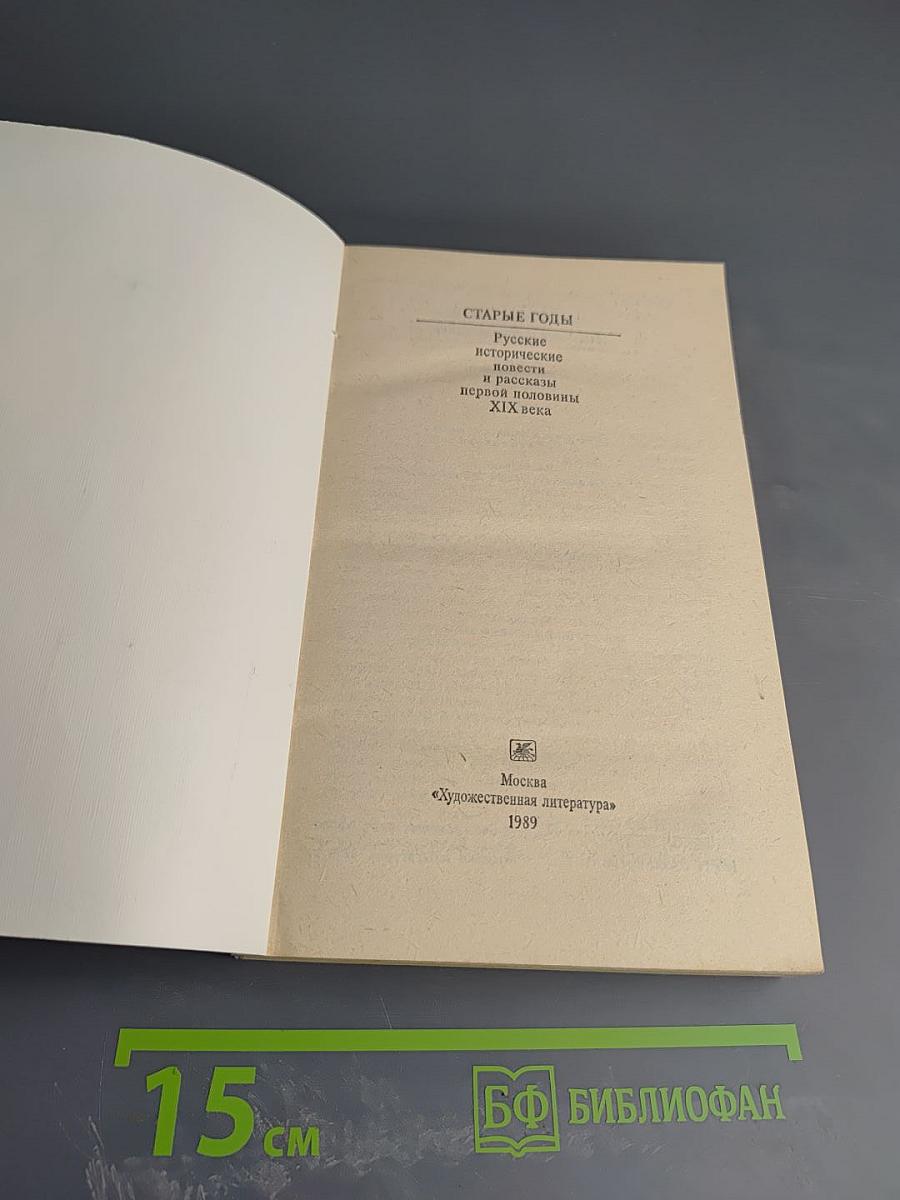 СТАРЫЕ ГОДЫ
Русские
исторические
повести
и рассказы
первой половины
XIX века
Москва
«Художественная литература»
1989
15 см
БФ БИБЛИОФАН